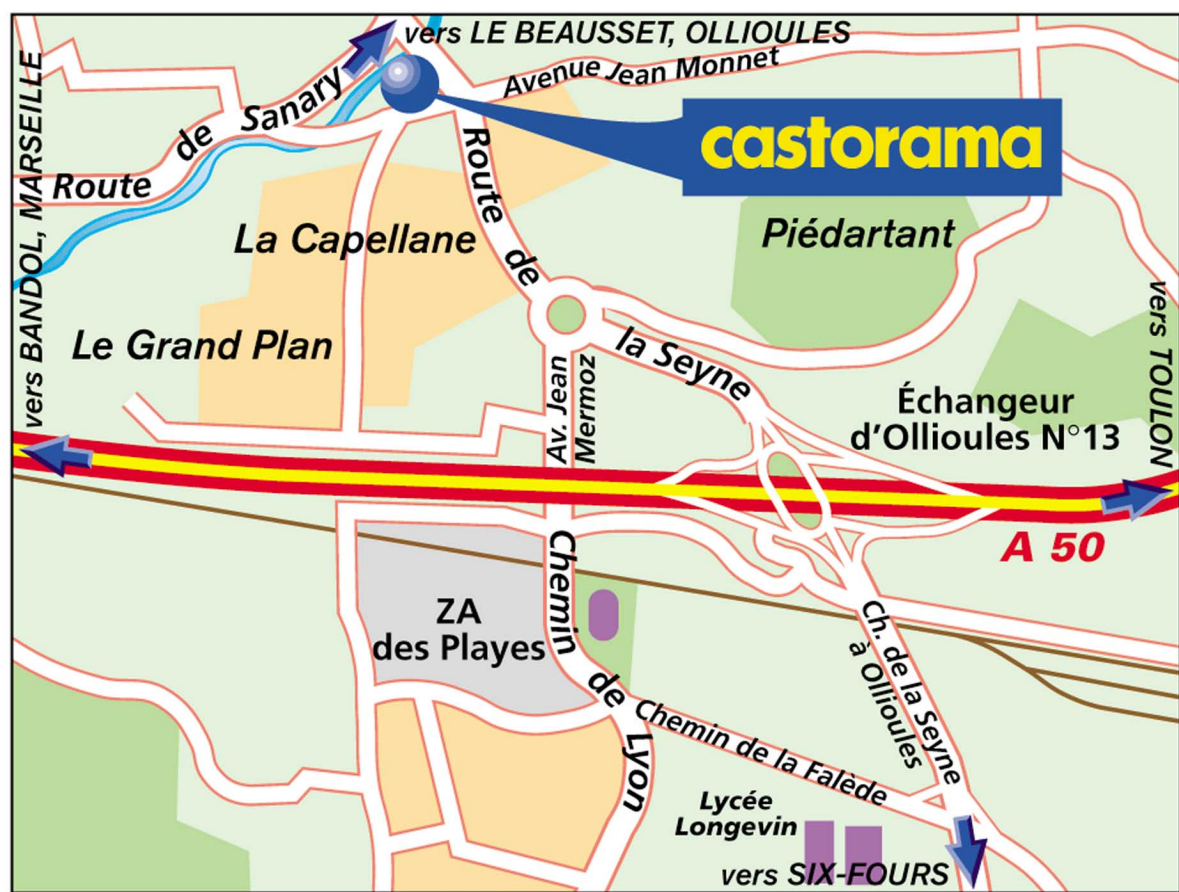 vers LE BEAUSSET, OLLIOULES
Avenue Jean Monnet
Route de Sanary
castorama
vers BANDOL, MARSEILLE
Route de la Seyne
La Capellane
Piédartant
Le Grand Plan
vers TOULON
Av. Jean
Mermoz
Échangeur
d'Ollioules N°13
A 50
Chemin de Lyon
ZA
des Playes
Ch. de la Seyne
à Ollioules
Chemin de la Falède
Lycée
Longevin
vers SIX-FOURS